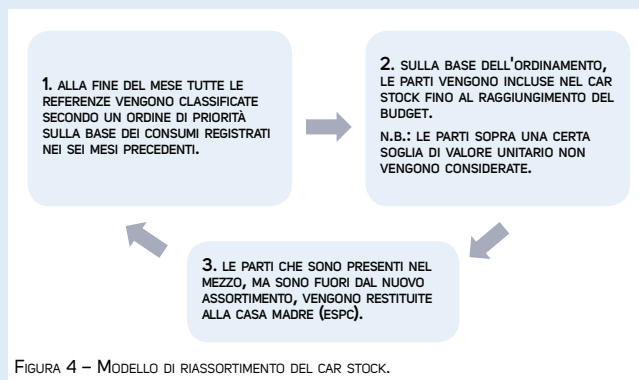 1. ALLA FINE DEL MESE TUTTE LE
REFERENZE VENGONO CLASSIFICATE
SECONDO UN ORDINE DI PRIORITÀ
SULLA BASE DEI CONSUMI REGISTRATI
NEI SEI MESI PRECEDENTI.
2. SULLA BASE DELL'ORDINAMENTO,
LE PARTI VENGONO INCLUSE NEL CAR
STOCK FINO AL RAGGIUNGIMENTO DEL
BUDGET.
N.B.: LE PARTI SOPRA UNA CERTA
SOGLIA DI VALORE UNITARIO NON
VENGONO CONSIDERATE.
3. LE PARTI CHE SONO PRESENTI NEL
MEZZO, MA SONO FUORI DAL NUOVO
ASSORTIMENTO, VENGONO RESTITUITE
ALLA CASA MADRE (ESPC).
FIGURA 4 – MODELLO DI RIASSORTIMENTO DEL CAR STOCK.